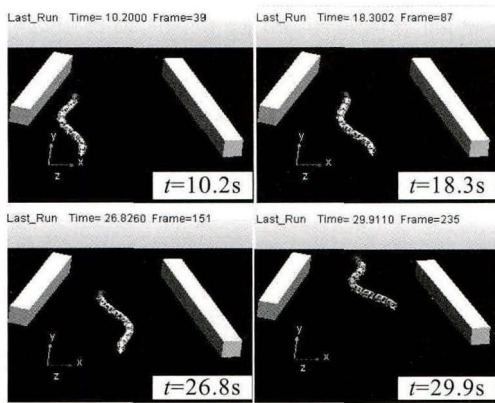 Last_Run Time= 10.2000 Frame=39
y
x
z
t=10.2s
Last_Run Time= 18.3002 Frame=87
y
x
z
t=18.3s
Last_Run Time= 26.8260 Frame=151
y
x
z
t=26.8s
Last_Run Time= 29.9110 Frame=235
y
x
z
t=29.9s